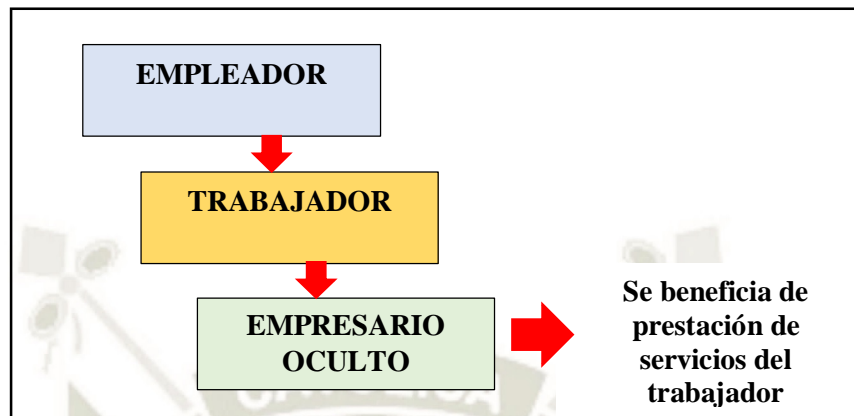 EMPLEADOR
TRABAJADOR
EMPRESARIO
OCULTO
Se beneficia de
prestación de
servicios del
trabajador